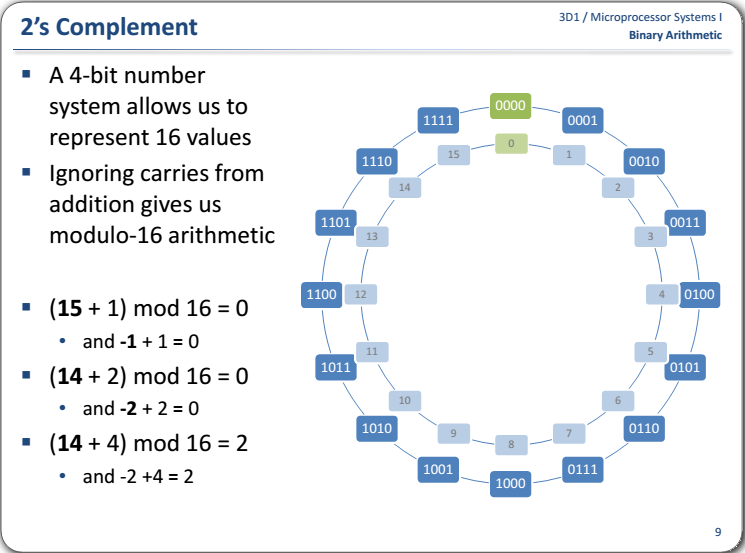 2's Complement
3D1 / Microprocessor Systems I
Binary Arithmetic
▪ A 4-bit number
system allows us to
represent 16 values
▪ Ignoring carries from
addition gives us
modulo-16 arithmetic
▪ (15 + 1) mod 16 = 0
• and -1 + 1 = 0
▪ (14 + 2) mod 16 = 0
• and -2 + 2 = 0
▪ (14 + 4) mod 16 = 2
• and -2 +4 = 2
0000
0001
0010
0011
0100
0101
0110
0111
1000
1001
1010
1011
1100
1101
1110
1111
0
1
2
3
4
5
6
7
8
9
10
11
12
13
14
15
9